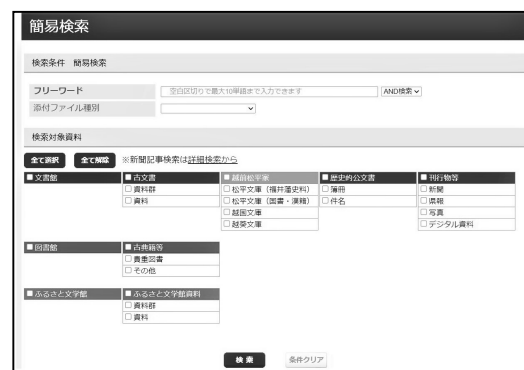 簡易検索
検索条件 簡易検索
フリーワード 空白区切りで最大10単語まで入力できます AND検索
添付ファイル種別
検索対象資料
全て選択 全て解除 ※新聞記事検索は詳細検索から
■文書館 ■古文書 ■越前松平家 ■歴史的公文書 ■刊行物等
資料群 松平文庫（福井藩史料） 簿冊 新聞
資料 松平文庫（国書・漢籍） 件名 県報
越国文庫 写真
越葵文庫 デジタル資料
■図書館 ■古典籍等
貴重図書
その他
■ふるさと文学館 ■ふるさと文学館資料
資料群
資料
検索 条件クリア